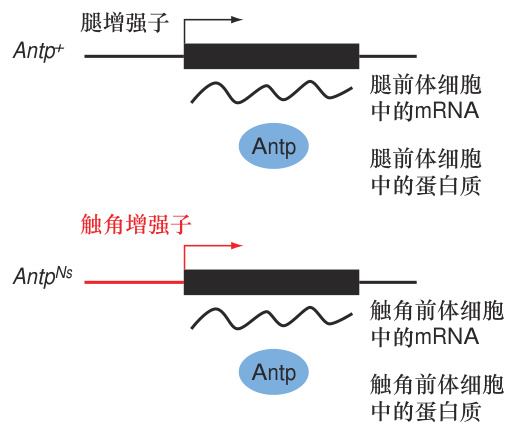 腿增强子
Antp+
腿前体细胞
中的mRNA
Antp
腿前体细胞
中的蛋白质
触角增强子
AntpNs
触角前体细胞
中的mRNA
Antp
触角前体细胞
中的蛋白质